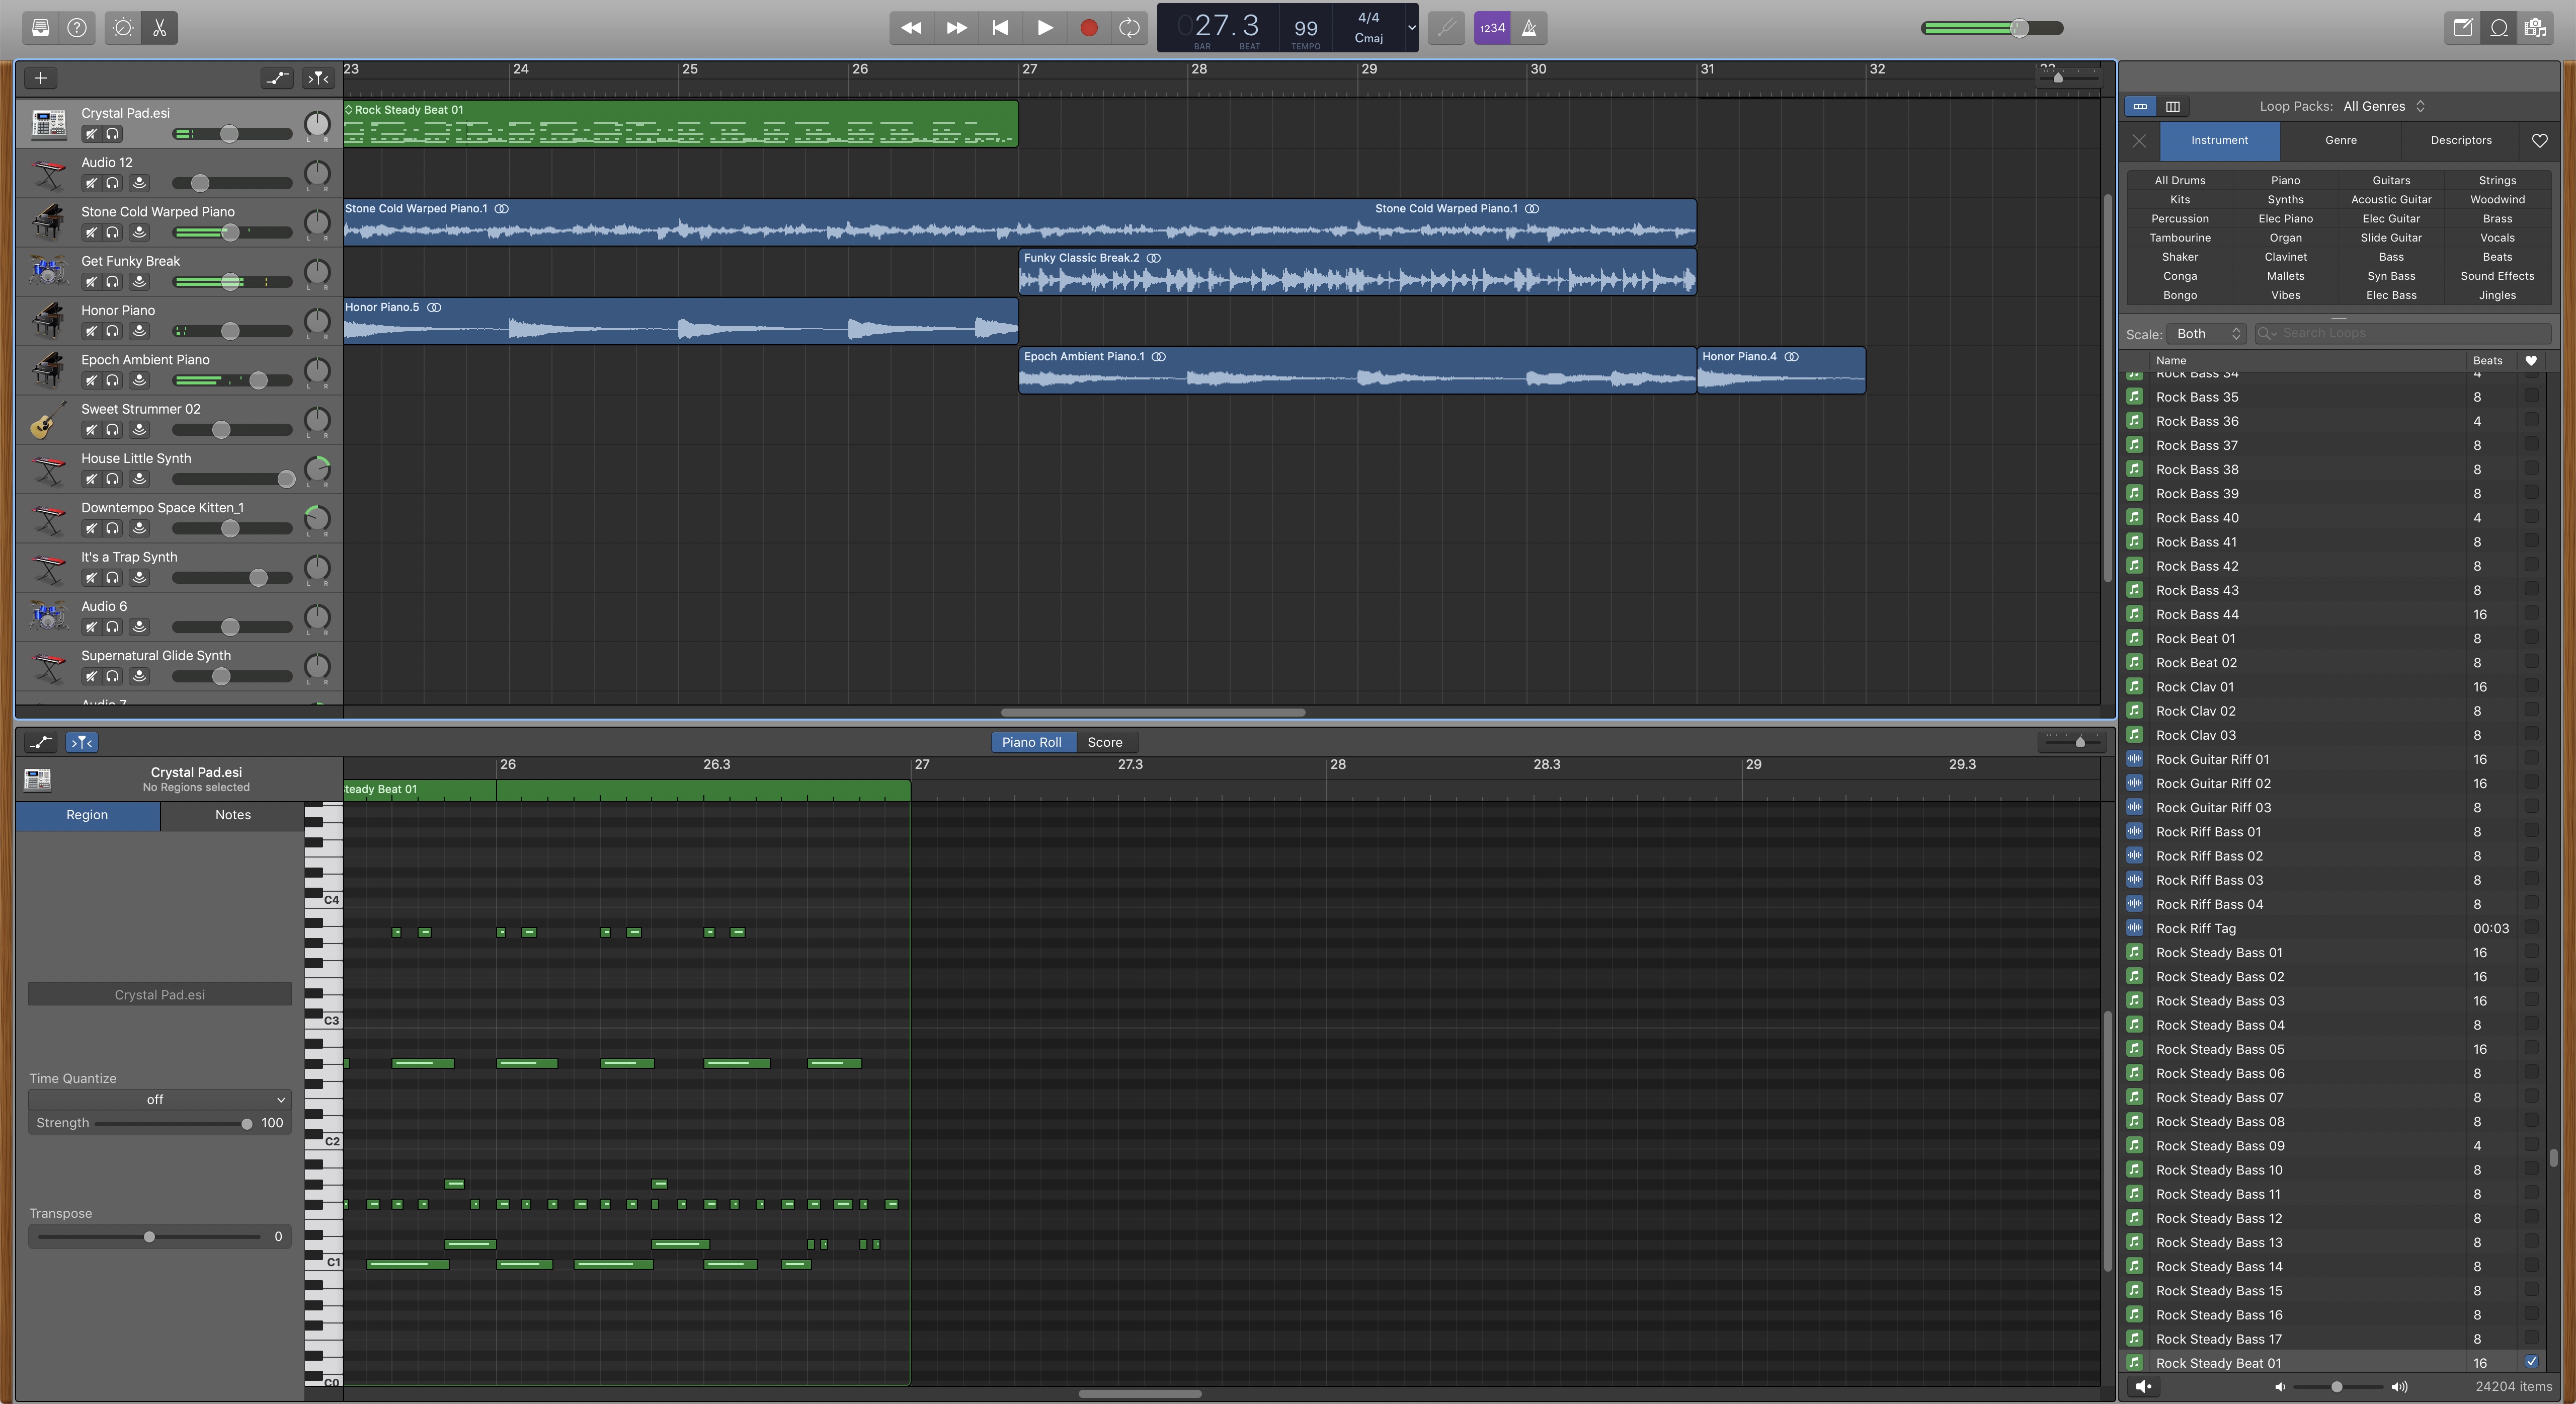 027.3
BAR BEAT
99
TEMPO
4/4
Cmaj
1234
23 24 25 26 27 28 29 30 31 32
Crystal Pad.esi
L R
Audio 12
L R
Stone Cold Warped Piano
L R
Get Funky Break
L R
Honor Piano
L R
Epoch Ambient Piano
L R
Sweet Strummer 02
L R
House Little Synth
L R
Downtempo Space Kitten_1
L R
It's a Trap Synth
L R
Audio 6
L R
Supernatural Glide Synth
L R
Audio 7
Rock Steady Beat 01
Stone Cold Warped Piano.1
Stone Cold Warped Piano.1
Funky Classic Break.2
Honor Piano.5
Epoch Ambient Piano.1
Honor Piano.4
Piano Roll Score
Crystal Pad.esi
No Regions selected
Region Notes
Crystal Pad.esi
Time Quantize
off
Strength 100
Transpose
0
26 26.3 27 27.3 28 28.3 29 29.3
teady Beat 01
C4
C3
C2
C1
C0
Loop Packs: All Genres
Instrument Genre Descriptors
All Drums Piano Guitars Strings
Kits Synths Acoustic Guitar Woodwind
Percussion Elec Piano Elec Guitar Brass
Tambourine Organ Slide Guitar Vocals
Shaker Clavinet Bass Beats
Conga Mallets Syn Bass Sound Effects
Bongo Vibes Elec Bass Jingles
Scale: Both Search Loops
Name Beats
Rock Bass 34 4
Rock Bass 35 8
Rock Bass 36 4
Rock Bass 37 8
Rock Bass 38 8
Rock Bass 39 8
Rock Bass 40 4
Rock Bass 41 8
Rock Bass 42 8
Rock Bass 43 8
Rock Bass 44 16
Rock Beat 01 8
Rock Beat 02 8
Rock Clav 01 16
Rock Clav 02 8
Rock Clav 03 8
Rock Guitar Riff 01 16
Rock Guitar Riff 02 16
Rock Guitar Riff 03 8
Rock Riff Bass 01 8
Rock Riff Bass 02 8
Rock Riff Bass 03 8
Rock Riff Bass 04 8
Rock Riff Tag 00:03
Rock Steady Bass 01 16
Rock Steady Bass 02 16
Rock Steady Bass 03 16
Rock Steady Bass 04 8
Rock Steady Bass 05 16
Rock Steady Bass 06 8
Rock Steady Bass 07 8
Rock Steady Bass 08 8
Rock Steady Bass 09 4
Rock Steady Bass 10 8
Rock Steady Bass 11 8
Rock Steady Bass 12 8
Rock Steady Bass 13 8
Rock Steady Bass 14 8
Rock Steady Bass 15 8
Rock Steady Bass 16 8
Rock Steady Bass 17 8
Rock Steady Beat 01 16
24204 items